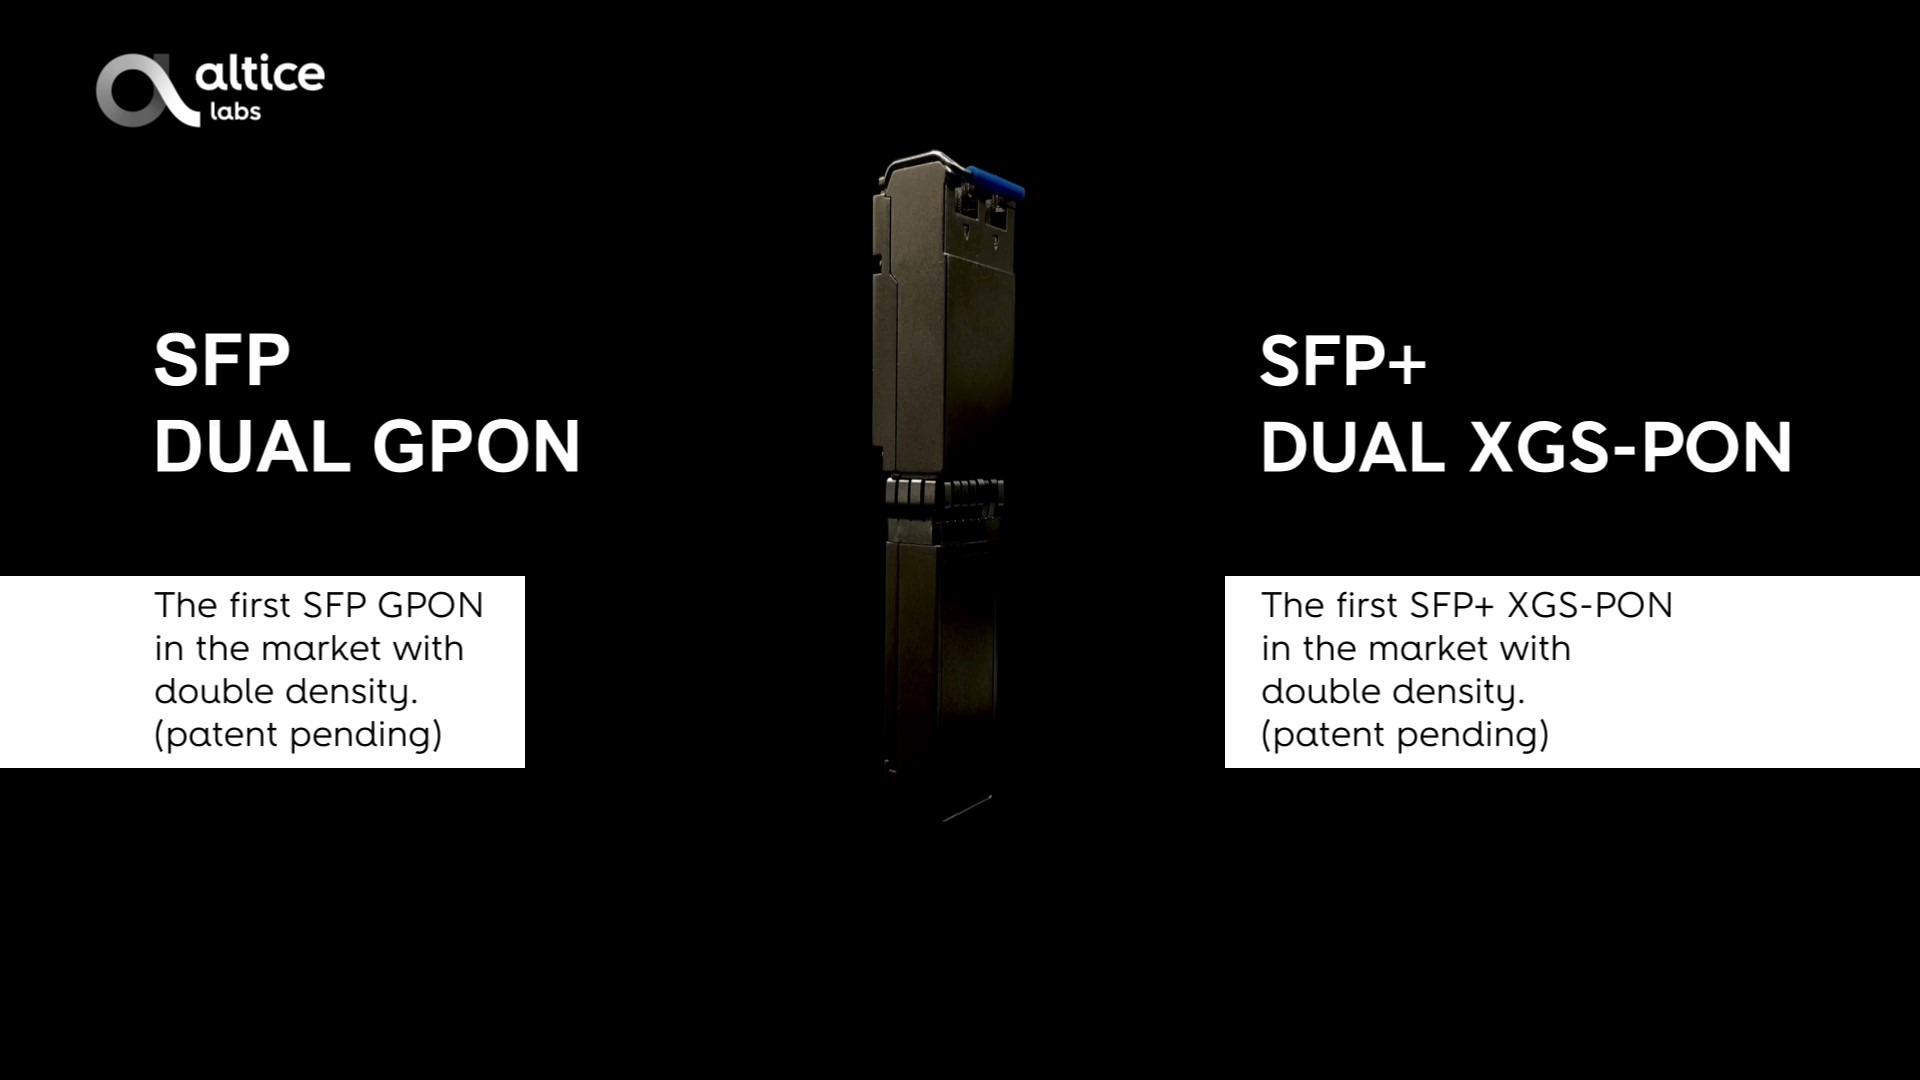 altice
labs
SFP
DUAL GPON
The first SFP GPON
in the market with
double density.
(patent pending)
SFP+
DUAL XGS-PON
The first SFP+ XGS-PON
in the market with
double density.
(patent pending)